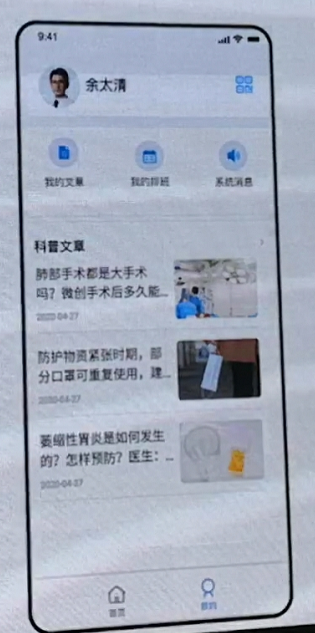 9:41
余太清
我的文章
我的排班
系统消息
科普文章
肺部手术都是大手术
吗？微创手术后多久能...
2020-04-27
防护物资紧张时期，部
分口罩可重复使用，建...
2020-04-27
萎缩性胃炎是如何发生
的？怎样预防？医生：...
2020-04-27
首页
我的